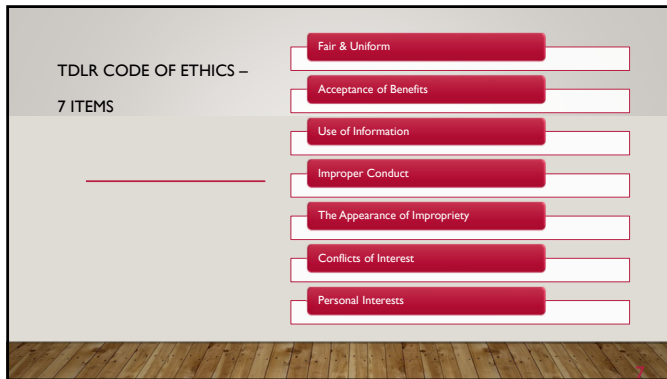 TDLR CODE OF ETHICS –
7 ITEMS
Fair & Uniform
Acceptance of Benefits
Use of Information
Improper Conduct
The Appearance of Impropriety
Conflicts of Interest
Personal Interests
7